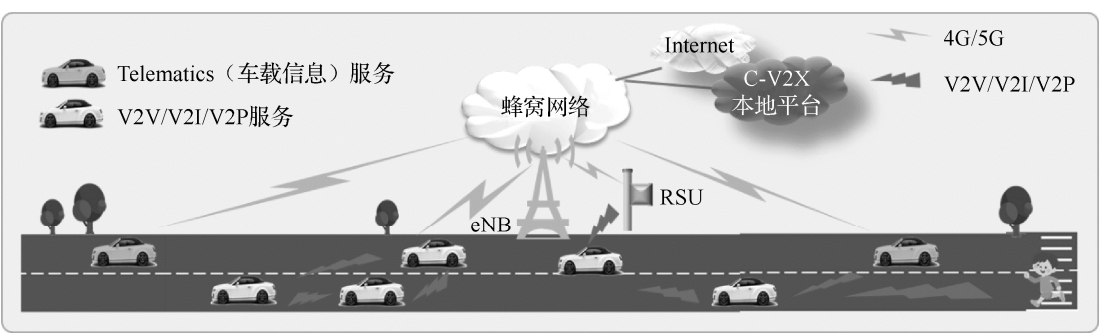 Telematics（车载信息）服务
V2V/V2I/V2P服务
Internet
C-V2X
本地平台
蜂窝网络
4G/5G
V2V/V2I/V2P
eNB
RSU